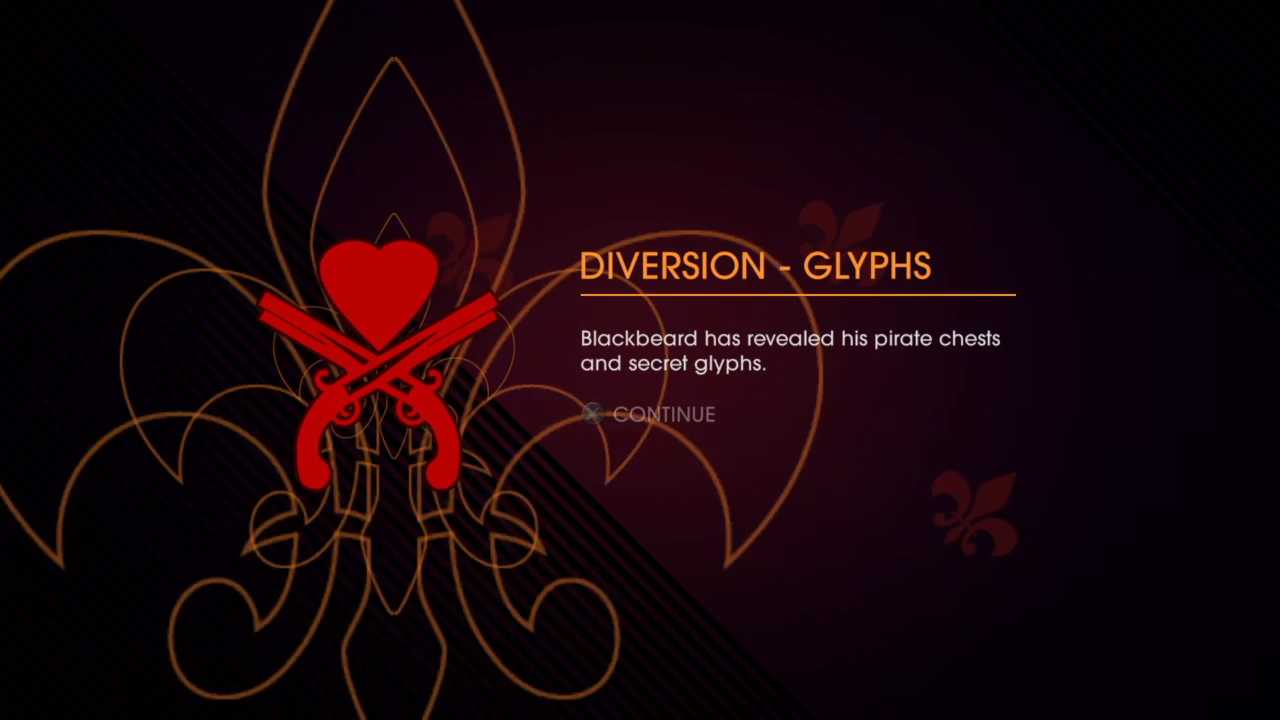 DIVERSION - GLYPHS
Blackbeard has revealed his pirate chests
and secret glyphs.
CONTINUE